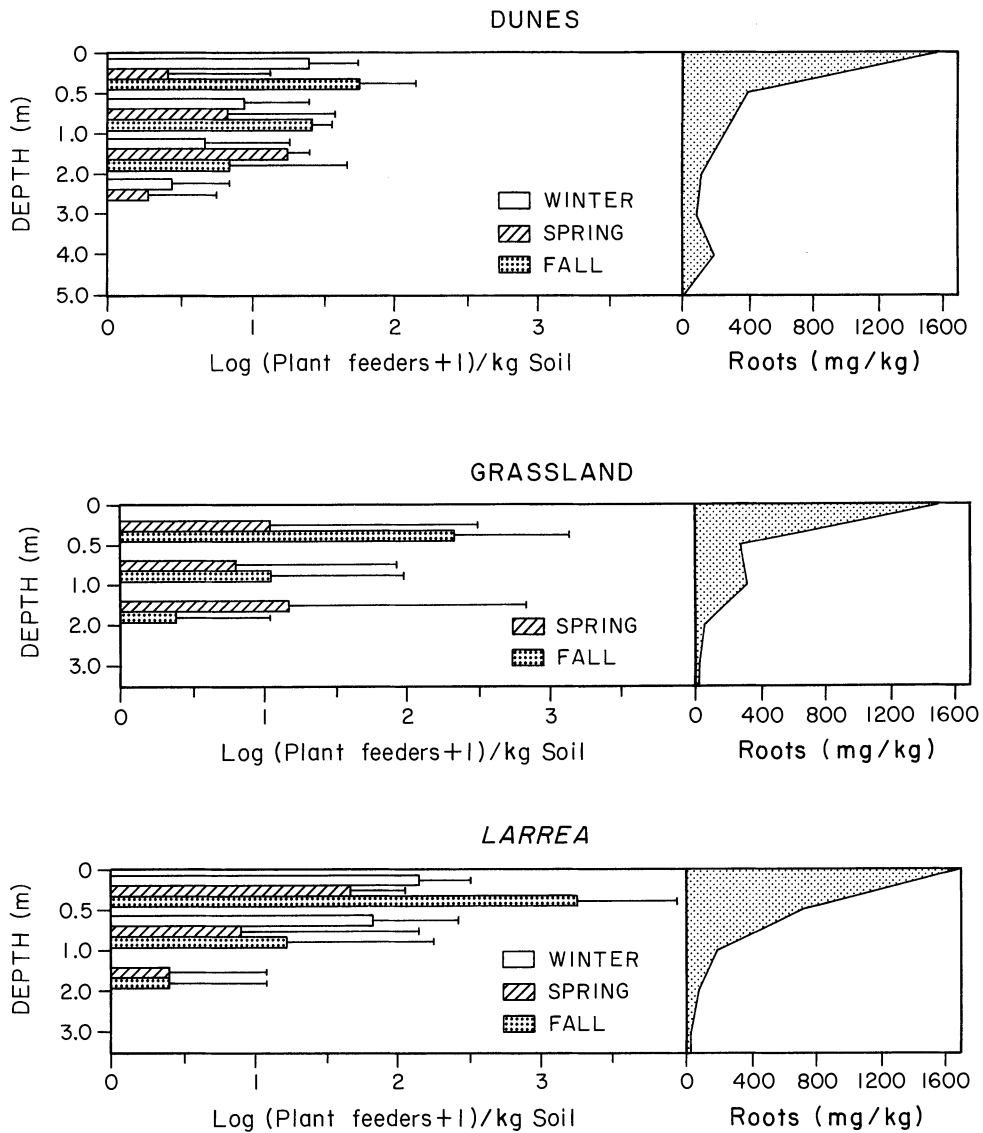 DUNES
DEPTH (m)
0
0.5
1.0
2.0
3.0
4.0
5.0
WINTER
SPRING
FALL
0 1 2 3
Log (Plant feeders+1)/kg Soil
0 400 800 1200 1600
Roots (mg/kg)
GRASSLAND
DEPTH (m)
0
0.5
1.0
2.0
3.0
SPRING
FALL
0 1 2 3
Log (Plant feeders+1)/kg Soil
0 400 800 1200 1600
Roots (mg/kg)
LARREA
DEPTH (m)
0
0.5
1.0
2.0
3.0
WINTER
SPRING
FALL
0 1 2 3
Log (Plant feeders+1)/kg Soil
0 400 800 1200 1600
Roots (mg/kg)